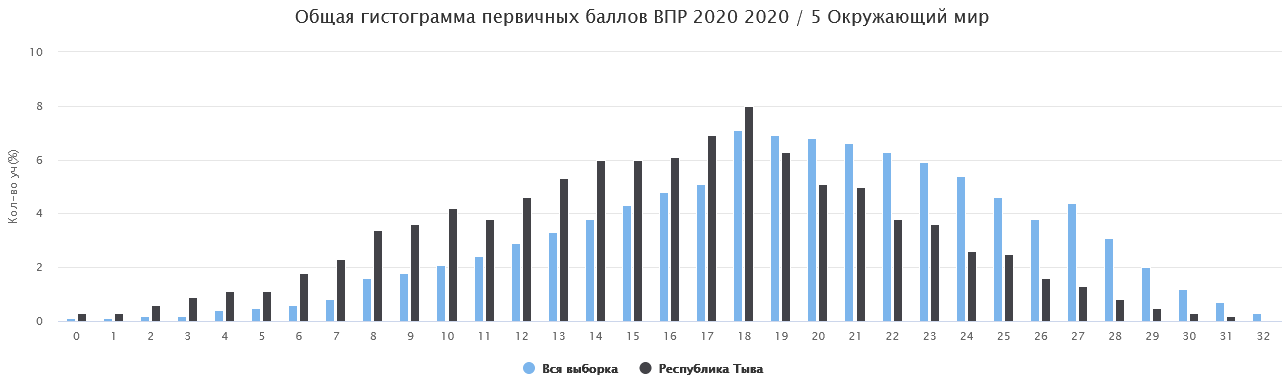 Общая гистограмма первичных баллов ВПР 2020 2020 / 5 Окружающий мир
Кол-во уч(%)
10
8
6
4
2
0
0 1 2 3 4 5 6 7 8 9 10 11 12 13 14 15 16 17 18 19 20 21 22 23 24 25 26 27 28 29 30 31 32
Вся выборка Республика Тыва